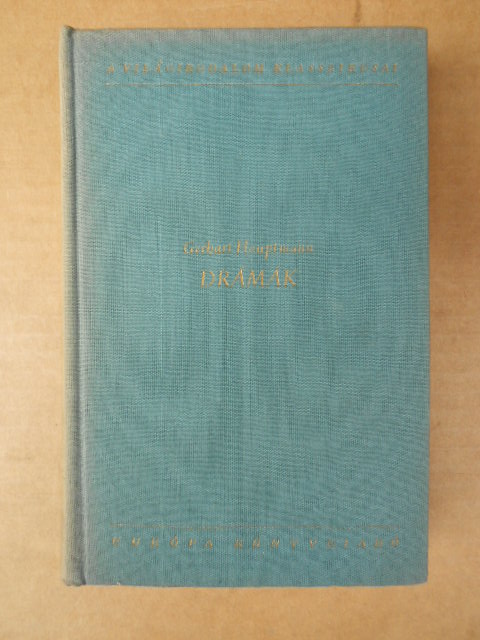 A VILÁGIRODALOM KLASSZIKUSAI
Gerhart Hauptmann
DRÁMÁK
EURÓPA KÖNYVKIADÓ